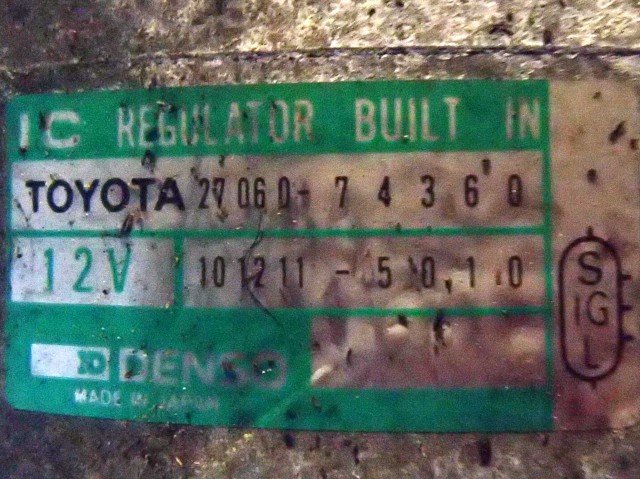 IC REGULATOR BUILT IN
TOYOTA 27060-74360
12V 101211-5010
DENSO
MADE IN JAPAN
S
IG
L